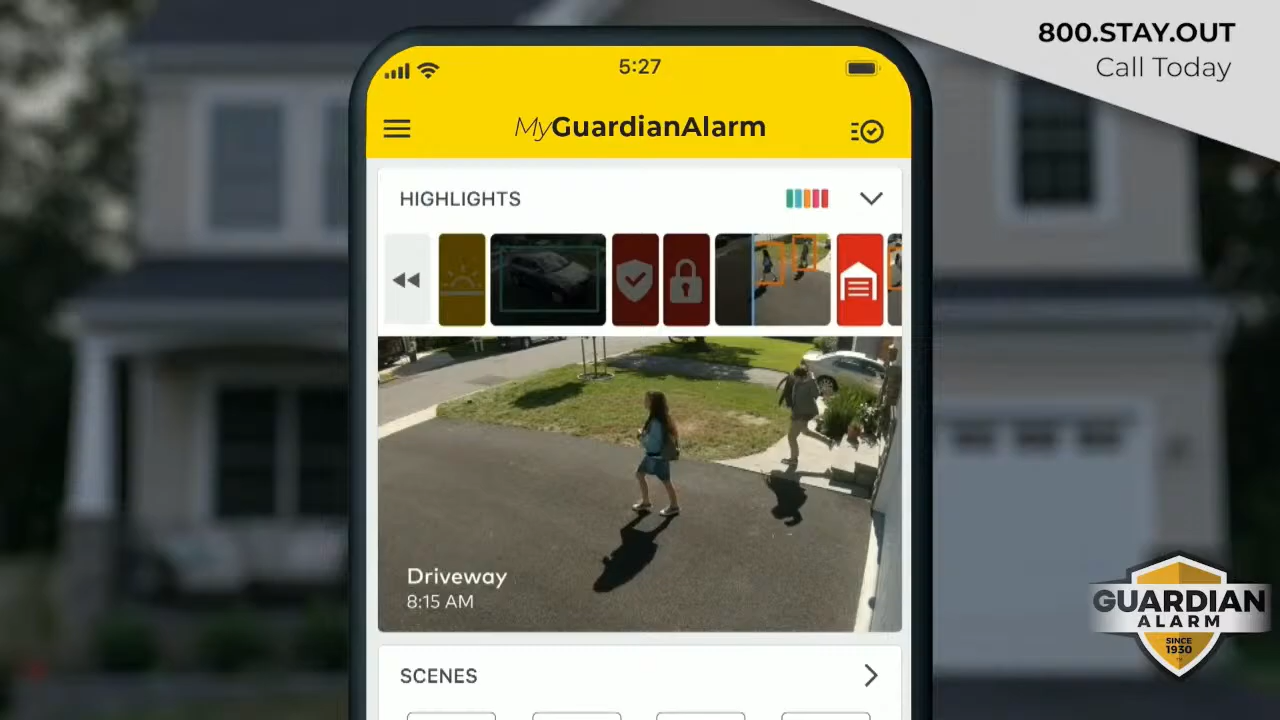 800.STAY.OUT
Call Today
5:27
MyGuardianAlarm
HIGHLIGHTS
Driveway
8:15 AM
SCENES
GUARDIAN
ALARM
SINCE
1930